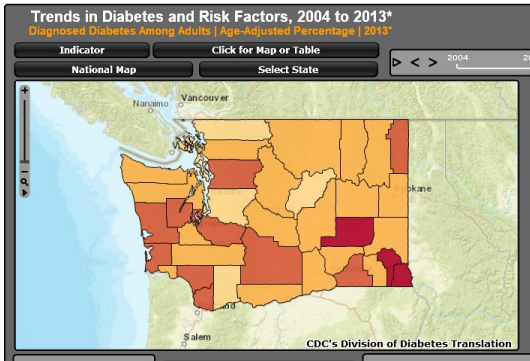 Trends in Diabetes and Risk Factors, 2004 to 2013*
Diagnosed Diabetes Among Adults | Age-Adjusted Percentage | 2013*
Indicator
Click for Map or Table
National Map
Select State
2004
Vancouver
Nanaimo
Spokane
Salem
CDC's Division of Diabetes Translation